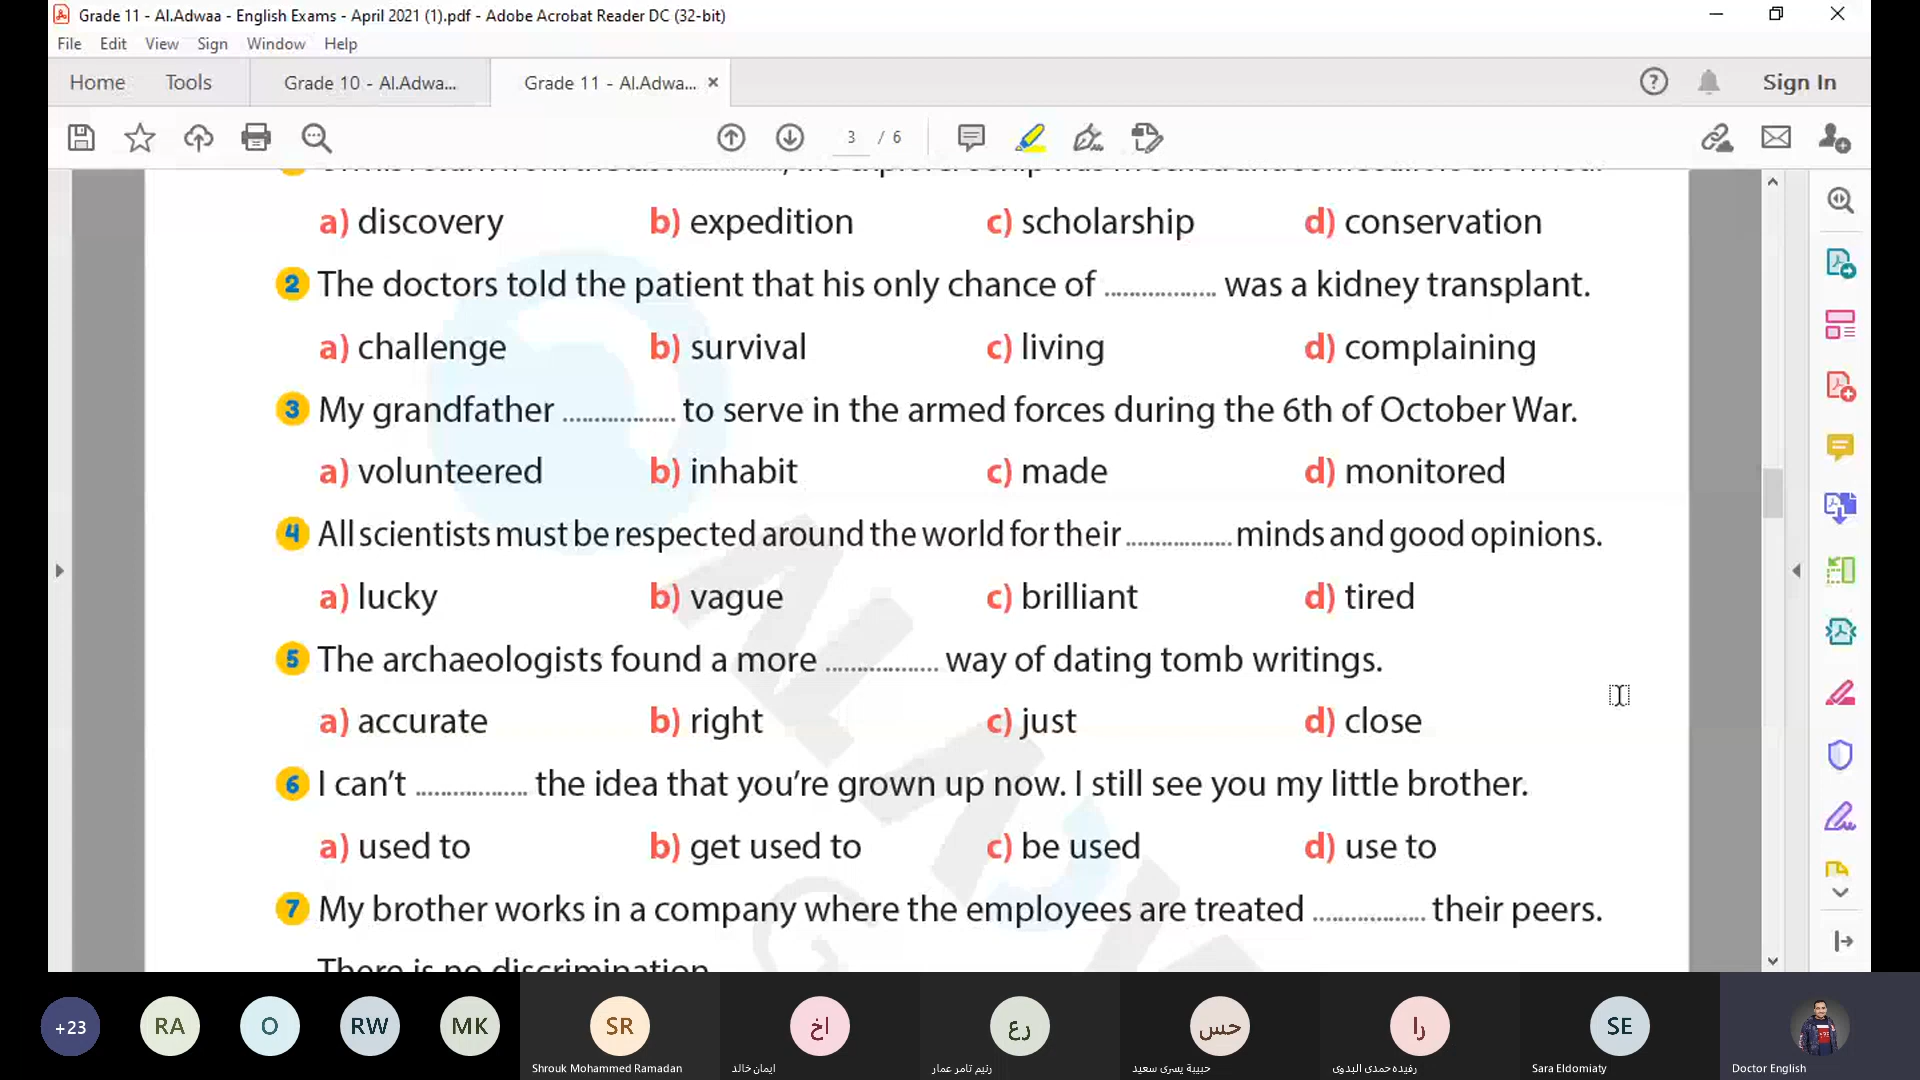 Grade 11 - Al.Adwaa - English Exams - April 2021 (1).pdf - Adobe Acrobat Reader DC (32-bit)
File Edit View Sign Window Help
Home Tools Grade 10 - Al.Adwa... Grade 11 - Al.Adwa... × Sign In
3 / 6
a) discovery b) expedition c) scholarship d) conservation
2 The doctors told the patient that his only chance of ................. was a kidney transplant.
a) challenge b) survival c) living d) complaining
3 My grandfather ................. to serve in the armed forces during the 6th of October War.
a) volunteered b) inhabit c) made d) monitored
4 All scientists must be respected around the world for their ................. minds and good opinions.
a) lucky b) vague c) brilliant d) tired
5 The archaeologists found a more ................. way of dating tomb writings.
a) accurate b) right c) just d) close
6 I can't ................. the idea that you're grown up now. I still see you my little brother.
a) used to b) get used to c) be used d) use to
7 My brother works in a company where the employees are treated ................. their peers.
There is no discrimination
+23 RA O RW MK SR اخ رع حس را SE
Shrouk Mohammed Ramadan ايمان خالد رنيم تامر عمار حبيبة يسرى سعيد رفيده حمدى البدوى Sara Eldomiaty Doctor English